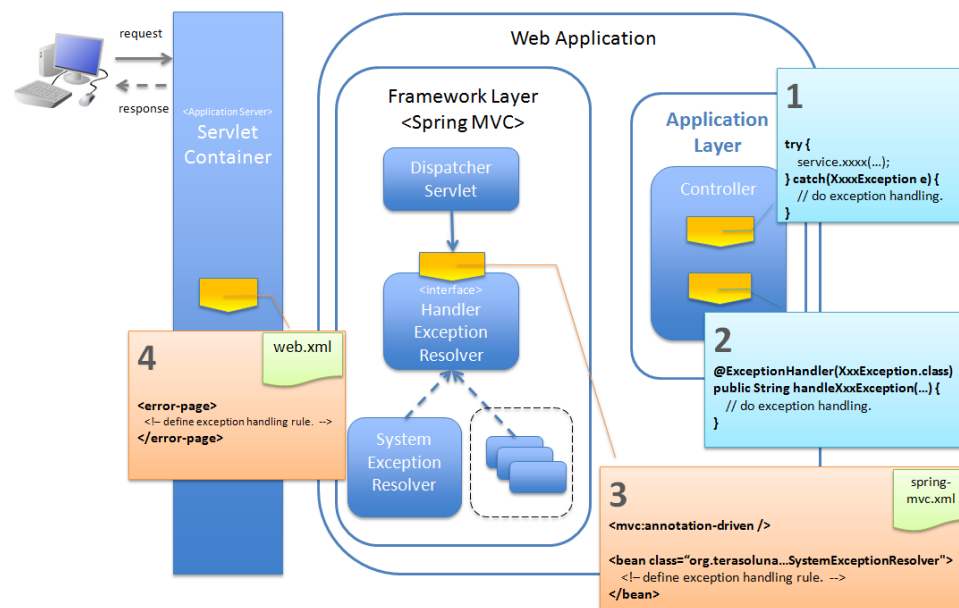 request
response
<Application Server>
Servlet
Container
Web Application
Framework Layer
<Spring MVC>
Dispatcher
Servlet
<interface>
Handler
Exception
Resolver
System
Exception
Resolver
Application
Layer
Controller
1
try {
service.xxxx(...);
} catch(XxxxException e) {
// do exception handling.
}
2
@ExceptionHandler(XxxException.class)
public String handleXxxException(...) {
// do exception handling.
}
3
spring-
mvc.xml
<mvc:annotation-driven />
<bean class=“org.terasoluna...SystemExceptionResolver">
<!– define exception handling rule. -->
</bean>
4
web.xml
<error-page>
<!– define exception handling rule. -->
</error-page>